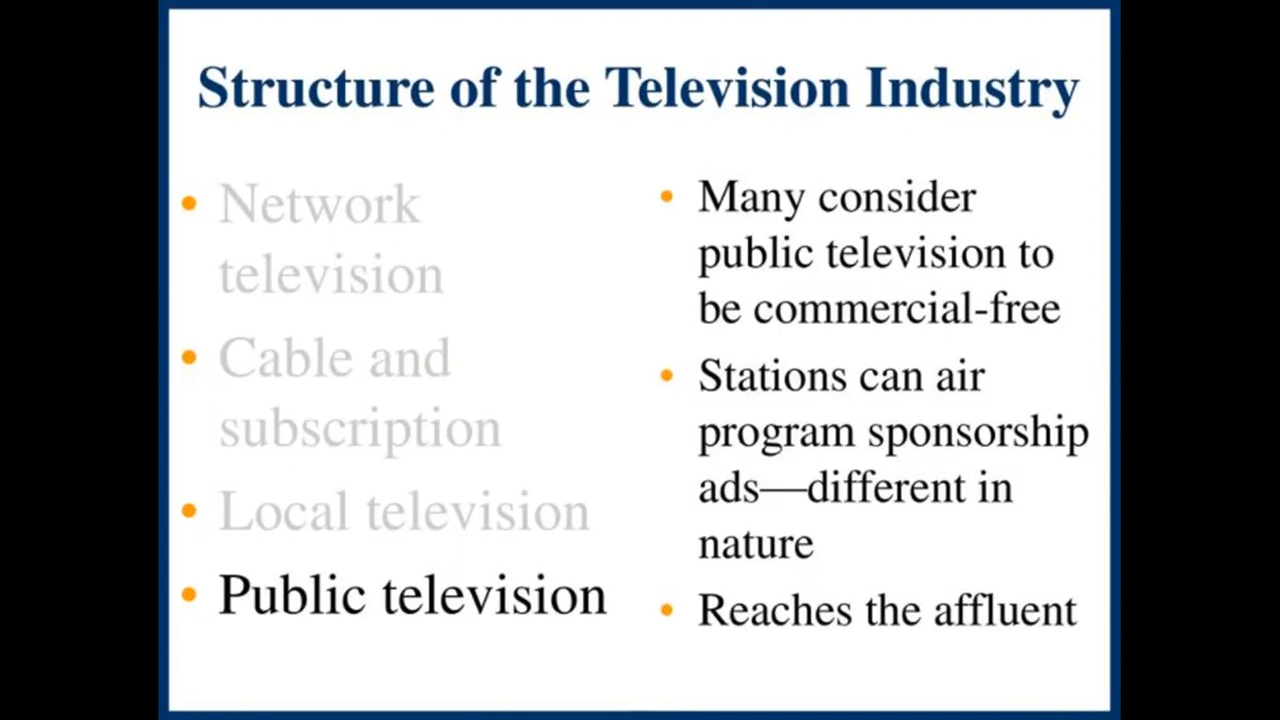 Structure of the Television Industry
• Network
television
• Cable and
subscription
• Local television
• Public television
• Many consider
public television to
be commercial-free
• Stations can air
program sponsorship
ads—different in
nature
• Reaches the affluent